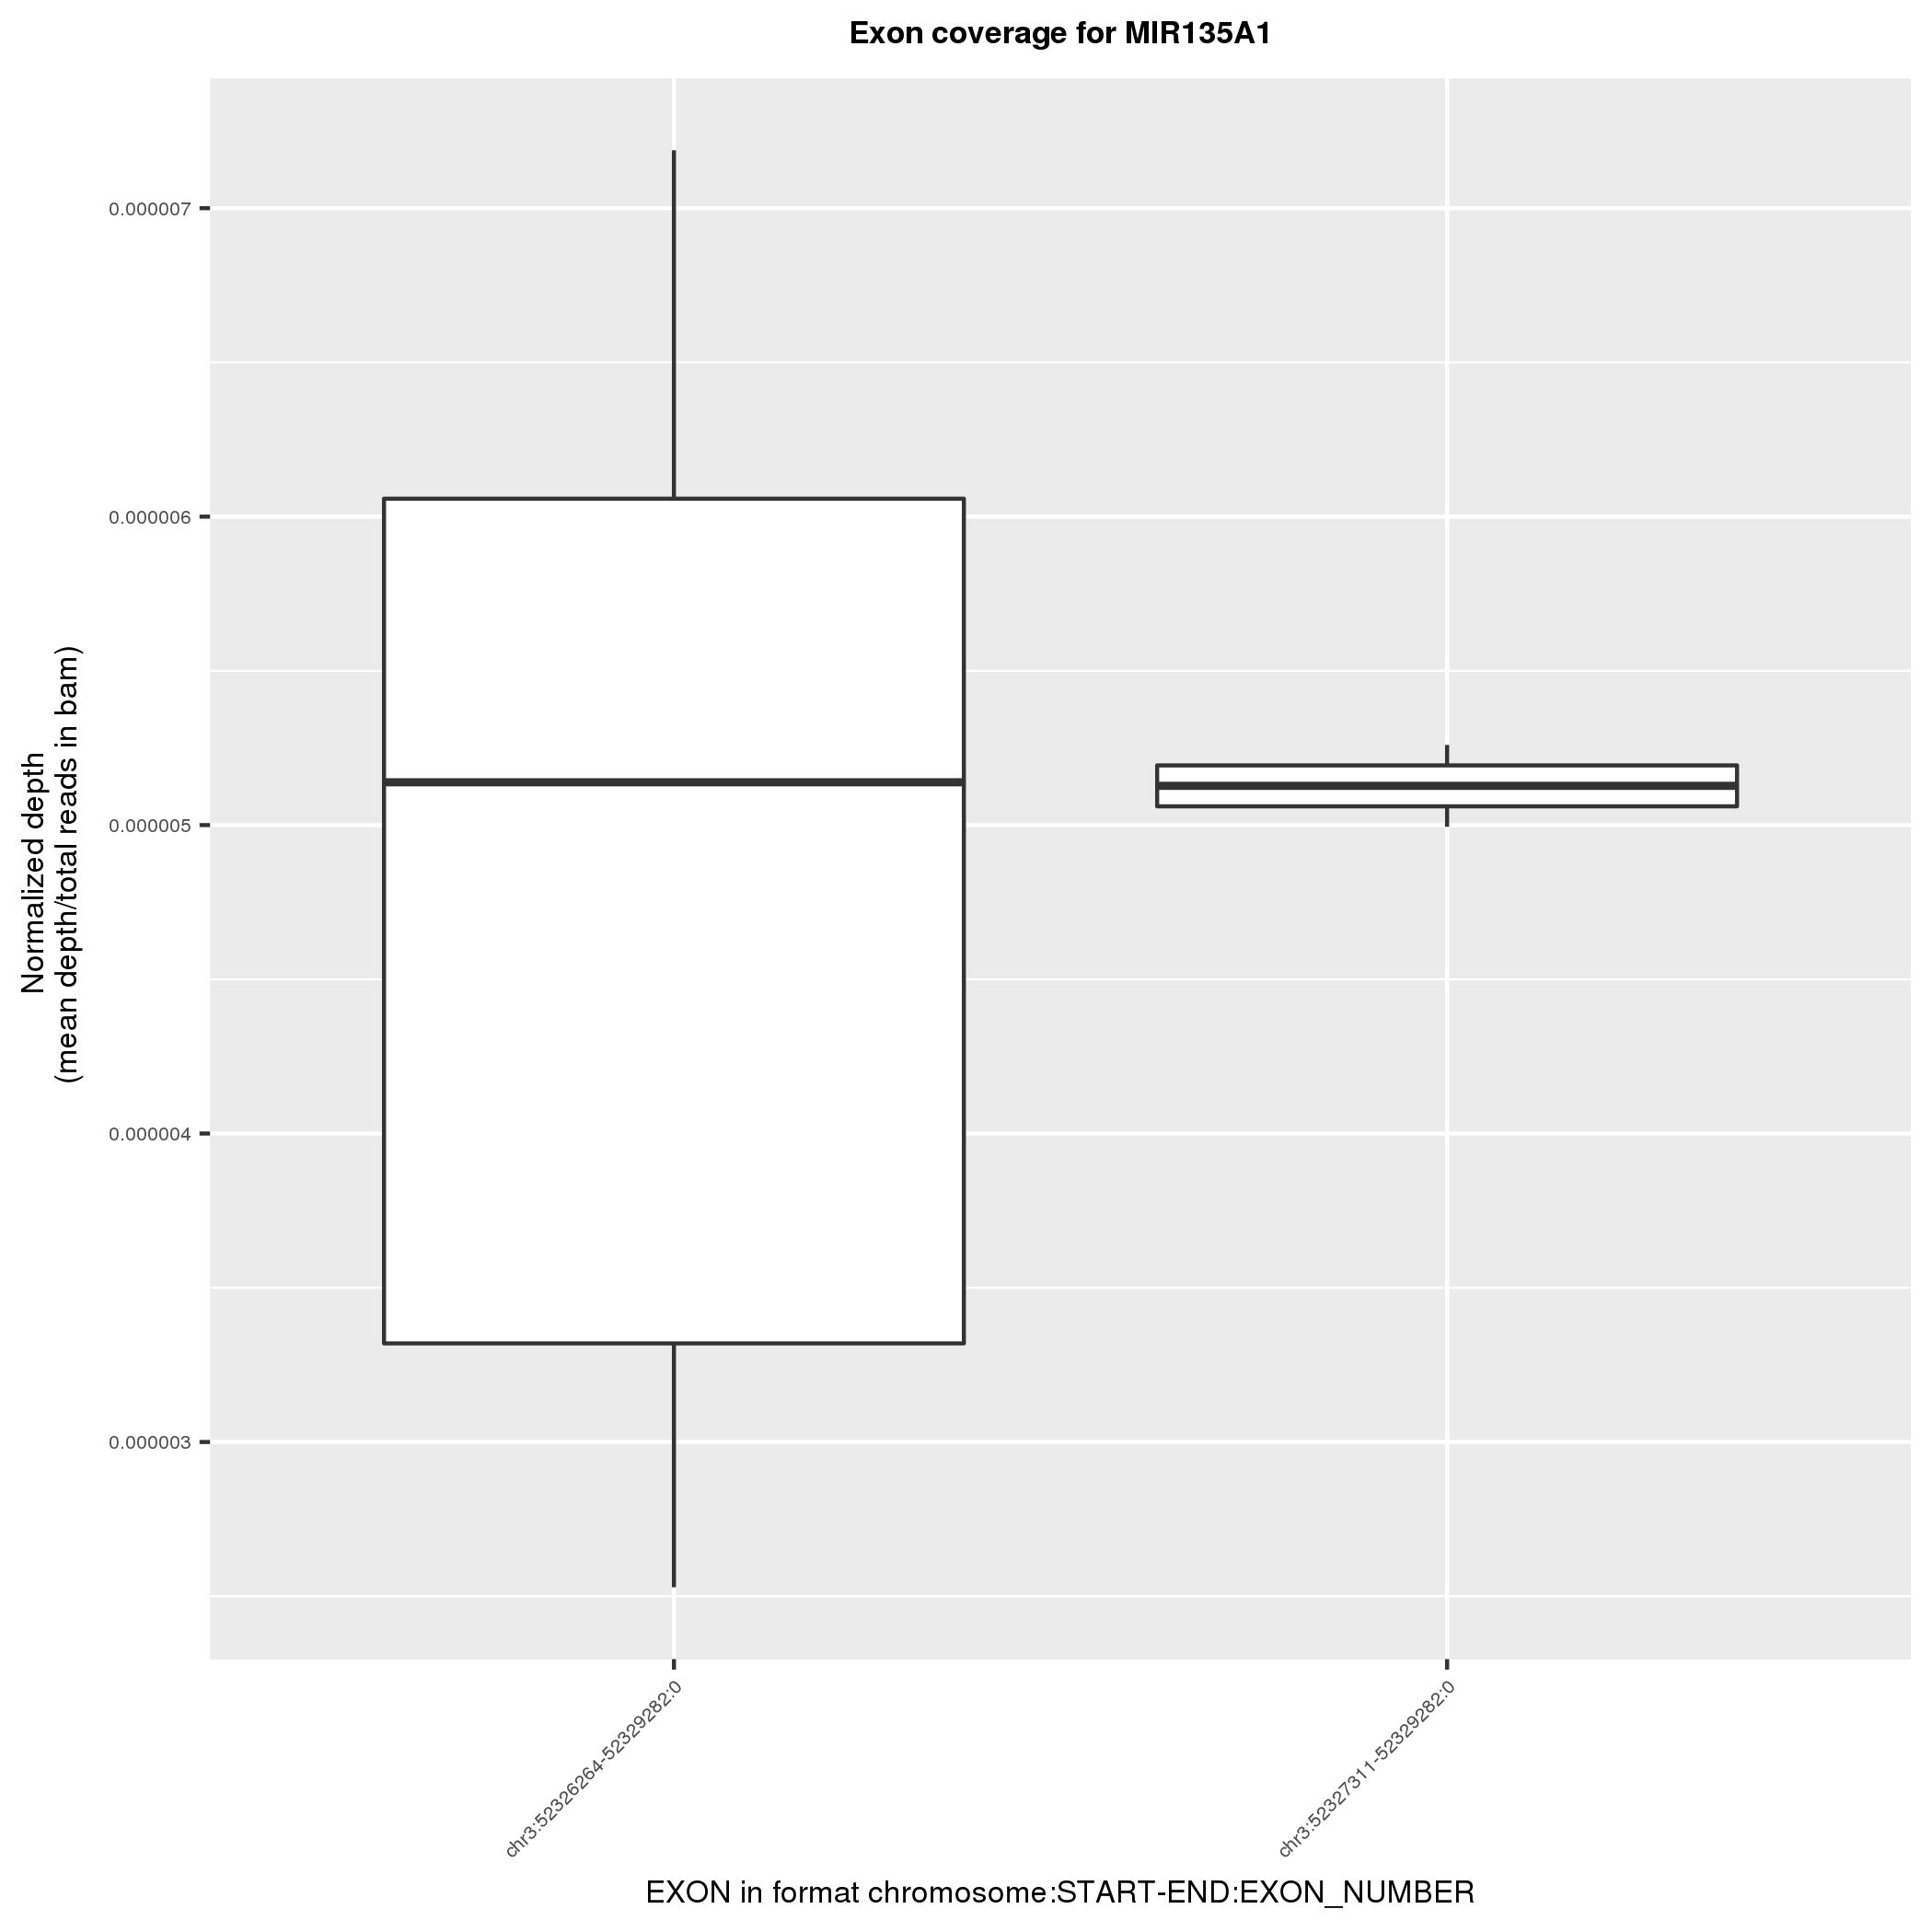 Exon coverage for MIR135A1
0.000007
0.000006
0.000005
0.000004
0.000003
Normalized depth
(mean depth/total reads in bam)
chr3:52326264-52329282:0
chr3:52327311-52329282:0
EXON in format chromosome:START-END:EXON_NUMBER